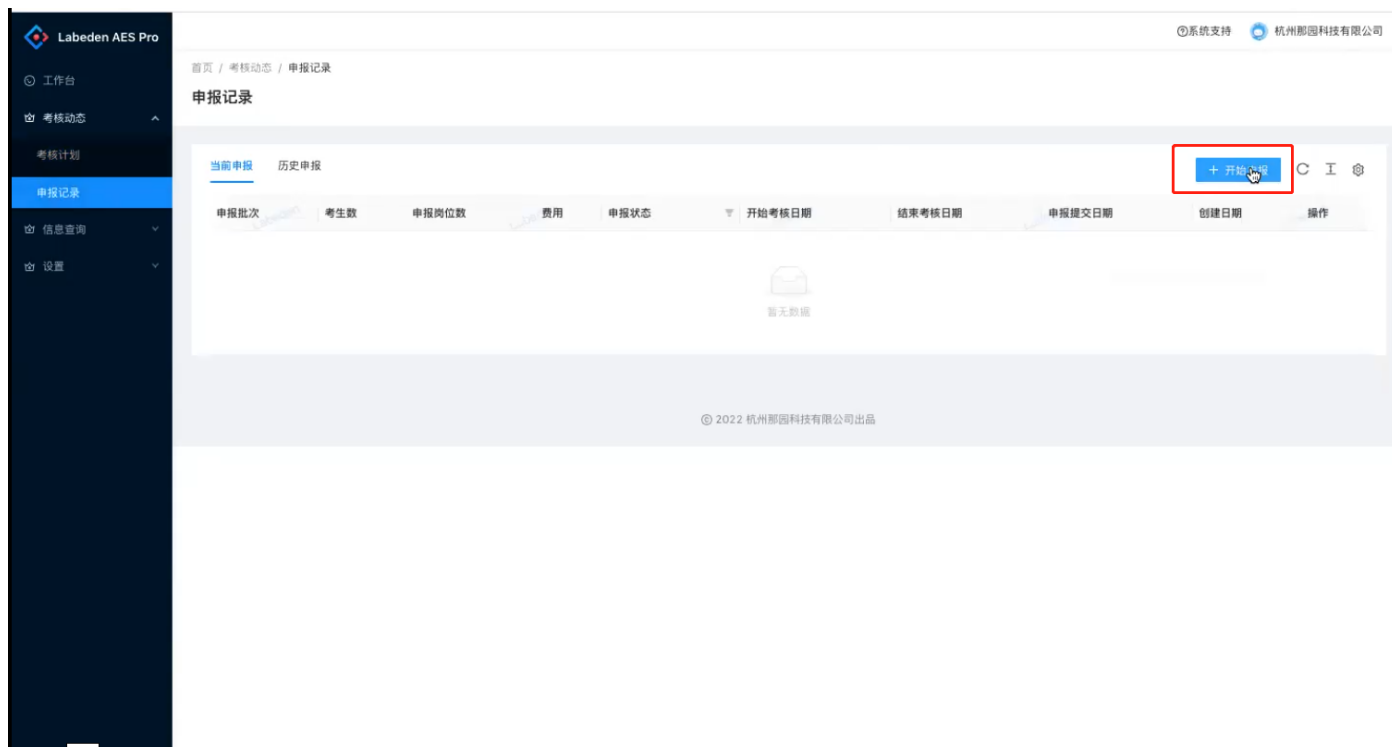 Labeden AES Pro
系统支持
杭州那园科技有限公司
工作台
考核动态
考核计划
申报记录
信息查询
设置
首页 / 考核动态 / 申报记录
申报记录
当前申报 历史申报
+ 开始申报
申报批次 考生数 申报岗位数 费用 申报状态 开始考核日期 结束考核日期 申报提交日期 创建日期 操作
暂无数据
© 2022 杭州那园科技有限公司出品